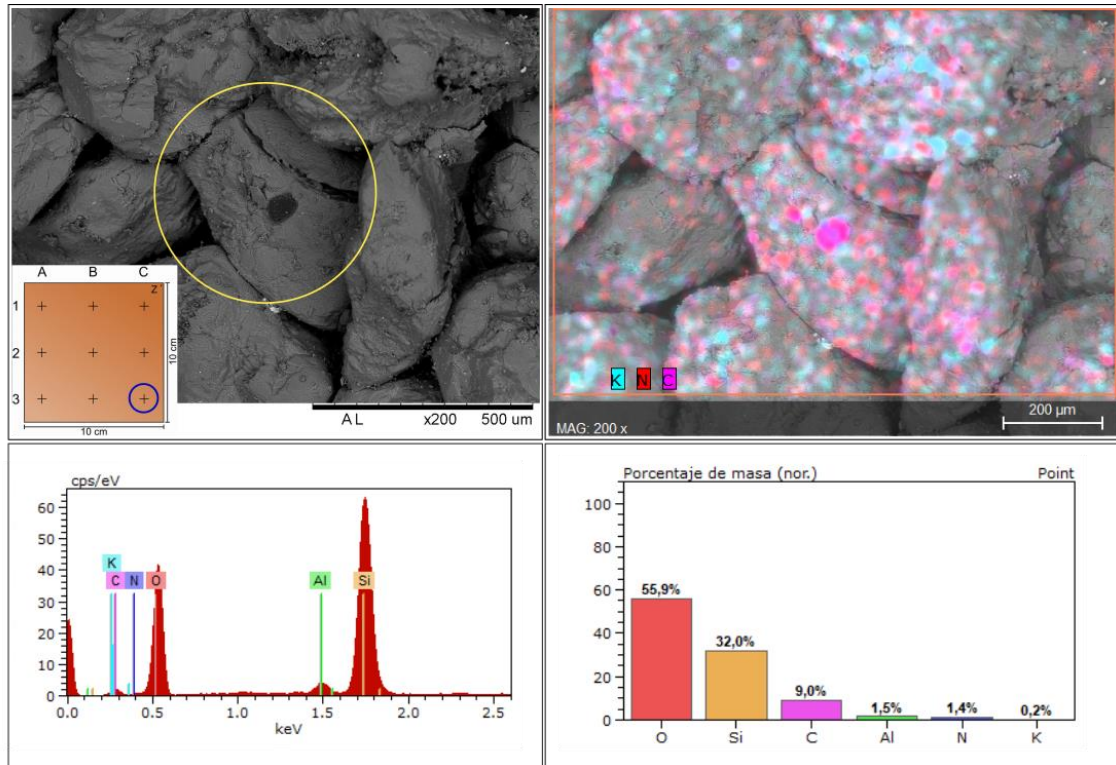 A B C
Z
1
2
3
10 cm
10 cm
A L x200 500 um
K N C
MAG: 200 x
200 µm
cps/eV
60
50
40
30
20
10
0
K
C N O Al Si
0.0 0.5 1.0 1.5 2.0 2.5
keV
Porcentaje de masa (nor.) Point
100
80
60
40
20
0
55,9%
32,0%
9,0%
1,5%
1,4%
0,2%
O Si C Al N K